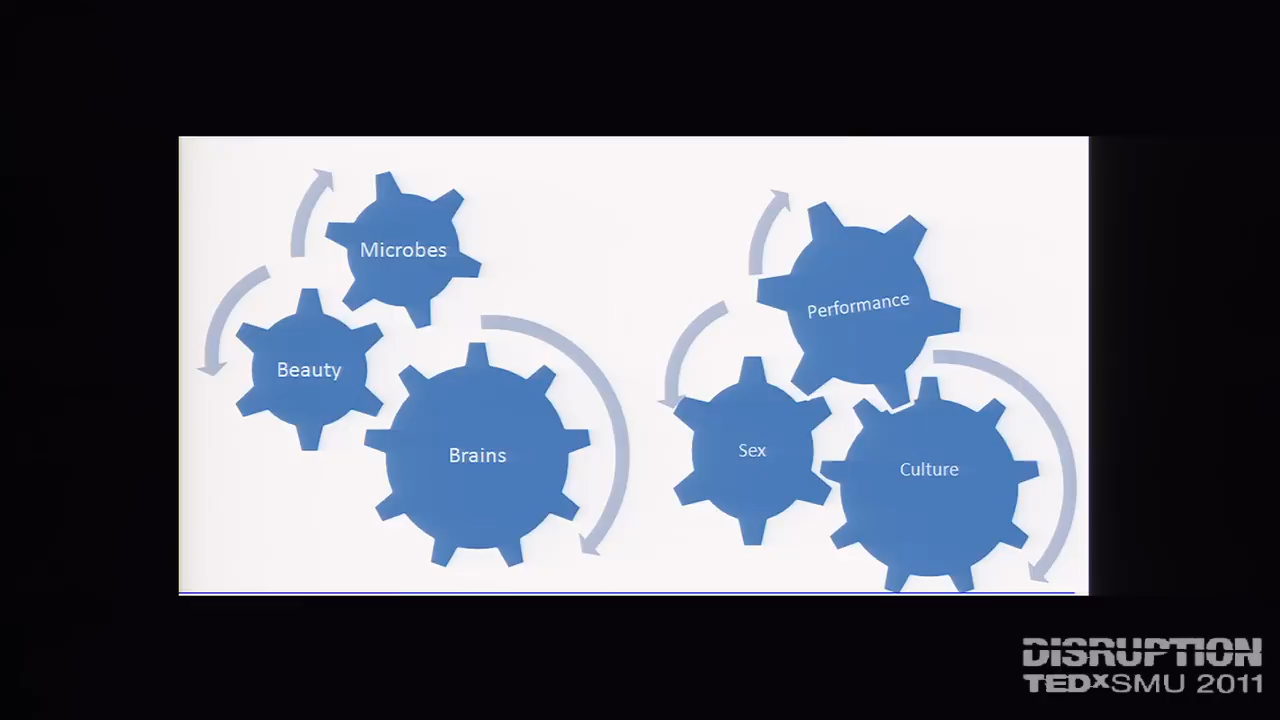 Microbes
Beauty
Brains
Performance
Sex
Culture
DISRUPTION
TEDxSMU 2011